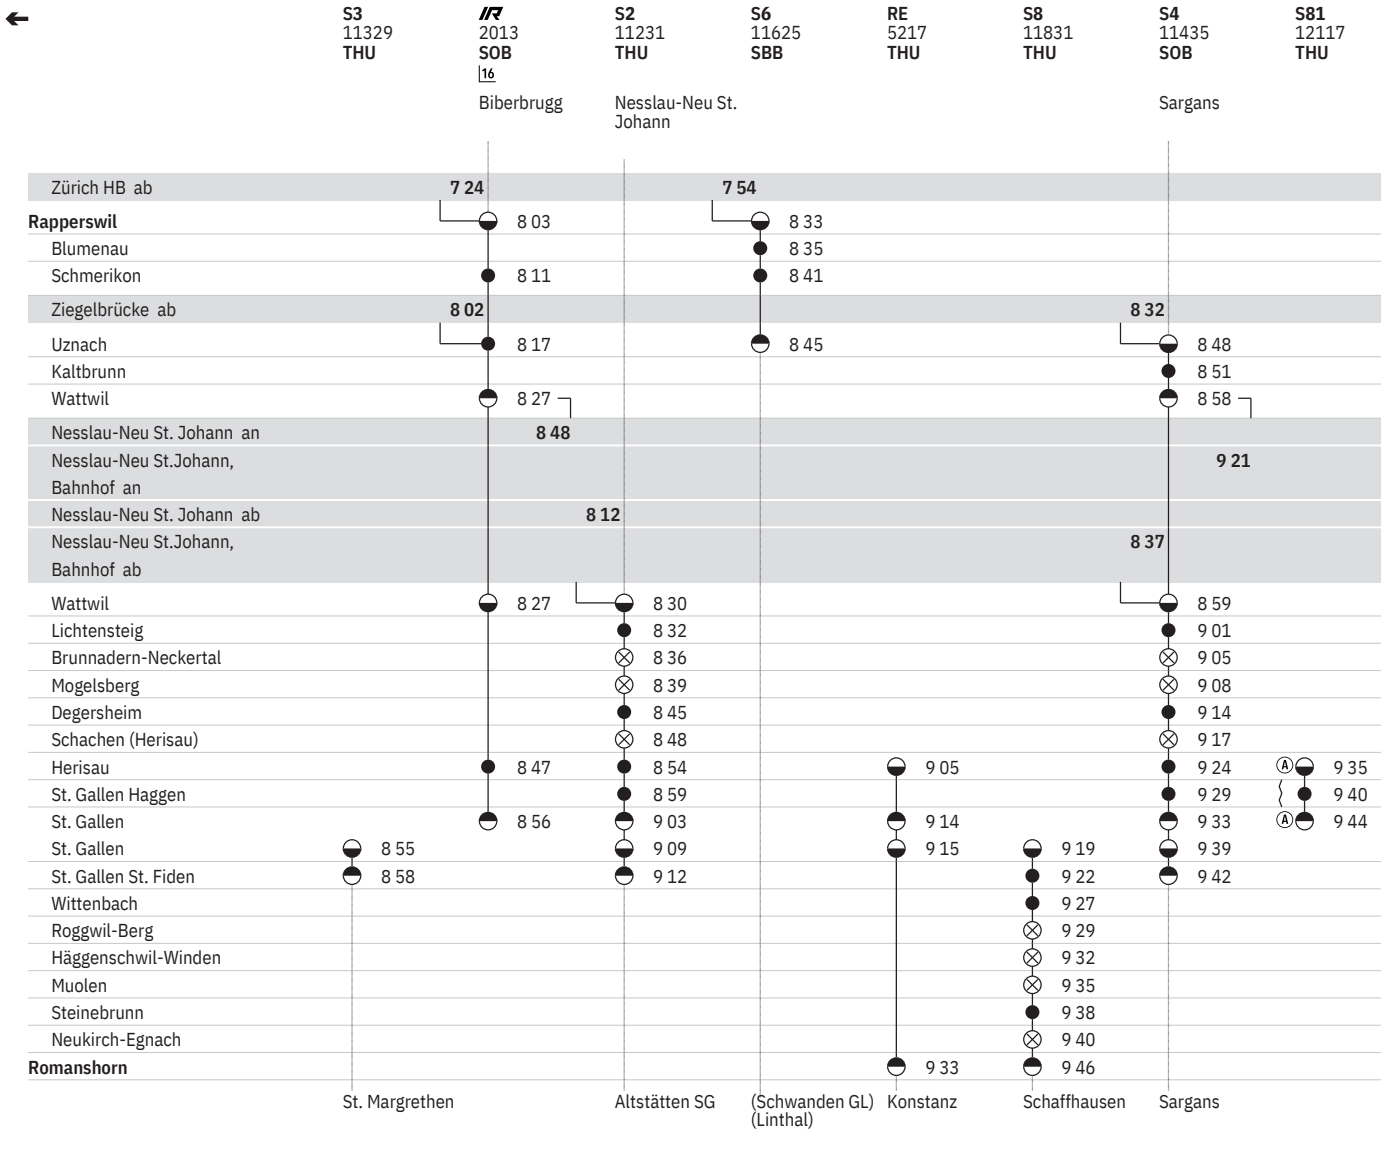 S3 IR S2 S6 RE S8 S4 S81
11329 2013 11231 11625 5217 11831 11435 12117
THU SOB THU SBB THU THU SOB THU
16
Biberbrugg Nesslau-Neu St. Sargans
Johann
Zürich HB ab 7 24 7 54
Rapperswil 8 03 8 33
Blumenau 8 35
Schmerikon 8 11 8 41
Ziegelbrücke ab 8 02 8 32
Uznach 8 17 8 45 8 48
Kaltbrunn 8 51
Wattwil 8 27 8 58
Nesslau-Neu St. Johann an 8 48
Nesslau-Neu St.Johann, 9 21
Bahnhof an
Nesslau-Neu St. Johann ab 8 12
Nesslau-Neu St.Johann, 8 37
Bahnhof ab
Wattwil 8 27 8 30 8 59
Lichtensteig 8 32 9 01
Brunnadern-Neckertal 8 36 9 05
Mogelsberg 8 39 9 08
Degersheim 8 45 9 14
Schachen (Herisau) 8 48 9 17
Herisau 8 47 8 54 9 05 9 24 A 9 35
St. Gallen Haggen 8 59 9 29 9 40
St. Gallen 8 56 9 03 9 14 9 33 A 9 44
St. Gallen 8 55 9 09 9 15 9 19 9 39
St. Gallen St. Fiden 8 58 9 12 9 22 9 42
Wittenbach 9 27
Roggwil-Berg 9 29
Häggenschwil-Winden 9 32
Muolen 9 35
Steinebrunn 9 38
Neukirch-Egnach 9 40
Romanshorn 9 33 9 46
St. Margrethen Altstätten SG (Schwanden GL) Konstanz Schaffhausen Sargans
(Linthal)